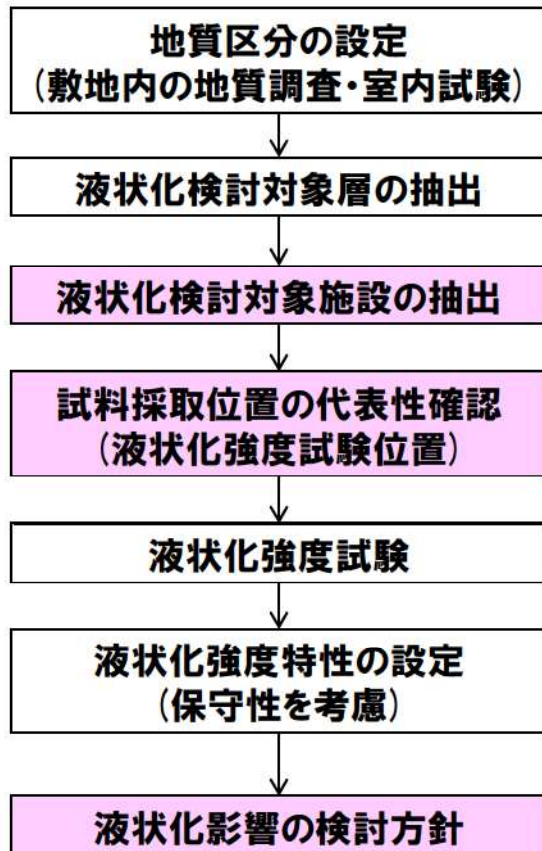 地質区分の設定
(敷地内の地質調査・室内試験)
液状化検討対象層の抽出
液状化検討対象施設の抽出
試料採取位置の代表性確認
(液状化強度試験位置)
液状化強度試験
液状化強度特性の設定
(保守性を考慮)
液状化影響の検討方針